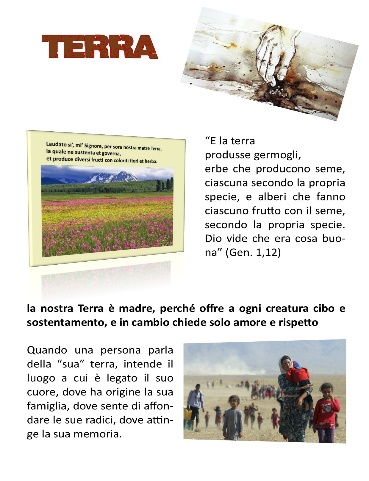 TERRA
Laudato si', mi' Signore, per sora nostra matre Terra,
la quale ne sustenta et governa,
et produce diversi fructi con coloriti fiori et herba.
“E la terra
produsse germogli,
erbe che producono seme,
ciascuna secondo la propria
specie, e alberi che fanno
ciascuno frutto con il seme,
secondo la propria specie.
Dio vide che era cosa buo-
na” (Gen. 1,12)
la nostra Terra è madre, perché offre a ogni creatura cibo e
sostentamento, e in cambio chiede solo amore e rispetto
Quando una persona parla
della “sua” terra, intende il
luogo a cui è legato il suo
cuore, dove ha origine la sua
famiglia, dove sente di affon-
dare le sue radici, dove attin-
ge la sua memoria.